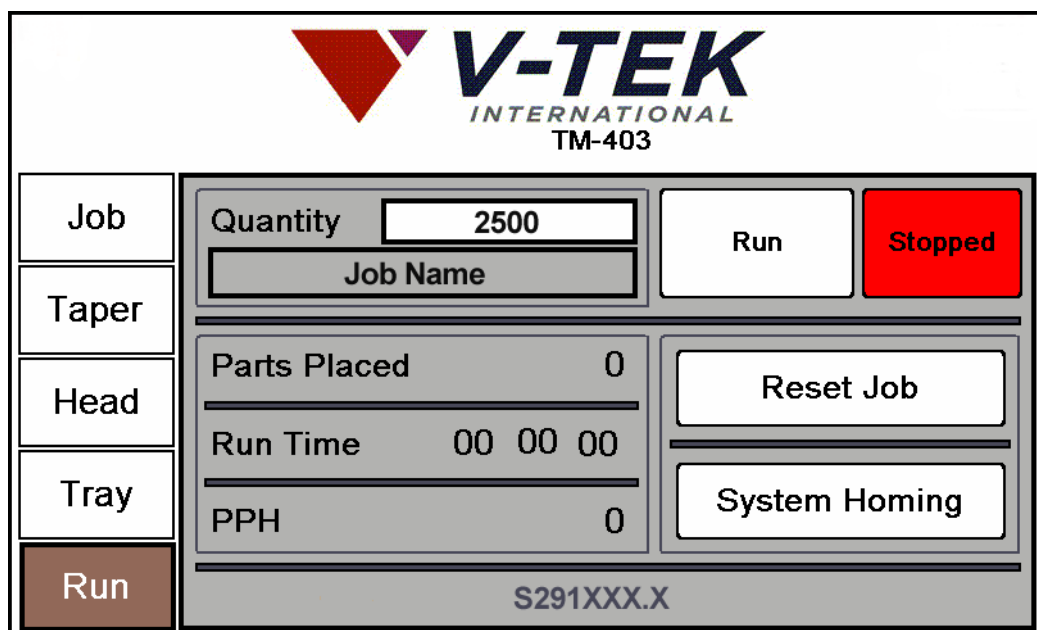 V-TEK
INTERNATIONAL
TM-403
Job
Taper
Head
Tray
Run
Quantity 2500
Job Name
Run Stopped
Parts Placed 0
Run Time 00 00 00
PPH 0
Reset Job
System Homing
S291XXX.X